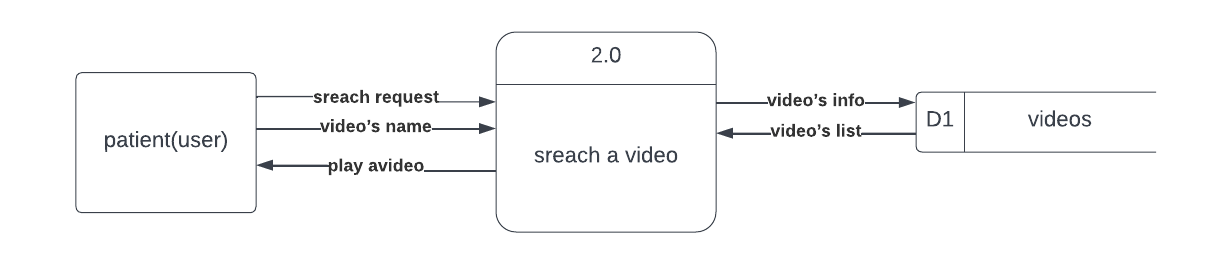 patient(user)
sreach request
video's name
play avideo
2.0
sreach a video
video's info
video's list
D1
videos